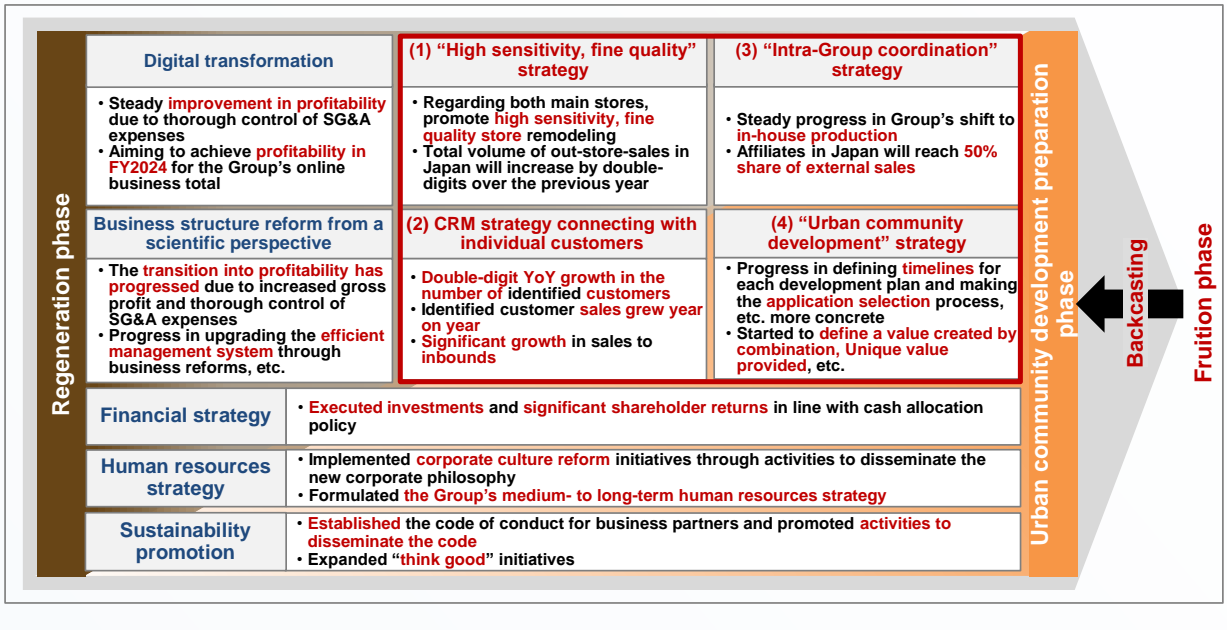 Regeneration phase
Digital transformation
• Steady improvement in profitability
due to thorough control of SG&A
expenses
• Aiming to achieve profitability in
FY2024 for the Group's online
business total
(1) “High sensitivity, fine quality”
strategy
• Regarding both main stores,
promote high sensitivity, fine
quality store remodeling
• Total volume of out-store-sales in
Japan will increase by double-
digits over the previous year
(3) “Intra-Group coordination”
strategy
• Steady progress in Group's shift to
in-house production
• Affiliates in Japan will reach 50%
share of external sales
Business structure reform from a
scientific perspective
• The transition into profitability has
progressed due to increased gross
profit and thorough control of
SG&A expenses
• Progress in upgrading the efficient
management system through
business reforms, etc.
(2) CRM strategy connecting with
individual customers
• Double-digit YoY growth in the
number of identified customers
• Identified customer sales grew year
on year
• Significant growth in sales to
inbounds
(4) “Urban community
development” strategy
• Progress in defining timelines for
each development plan and making
the application selection process,
etc. more concrete
• Started to define a value created by
combination, Unique value
provided, etc.
Financial strategy
• Executed investments and significant shareholder returns in line with cash allocation
policy
Human resources
strategy
• Implemented corporate culture reform initiatives through activities to disseminate the
new corporate philosophy
• Formulated the Group's medium- to long-term human resources strategy
Sustainability
promotion
• Established the code of conduct for business partners and promoted activities to
disseminate the code
• Expanded “think good” initiatives
Urban community development preparation
phase
Backcasting
Fruition phase